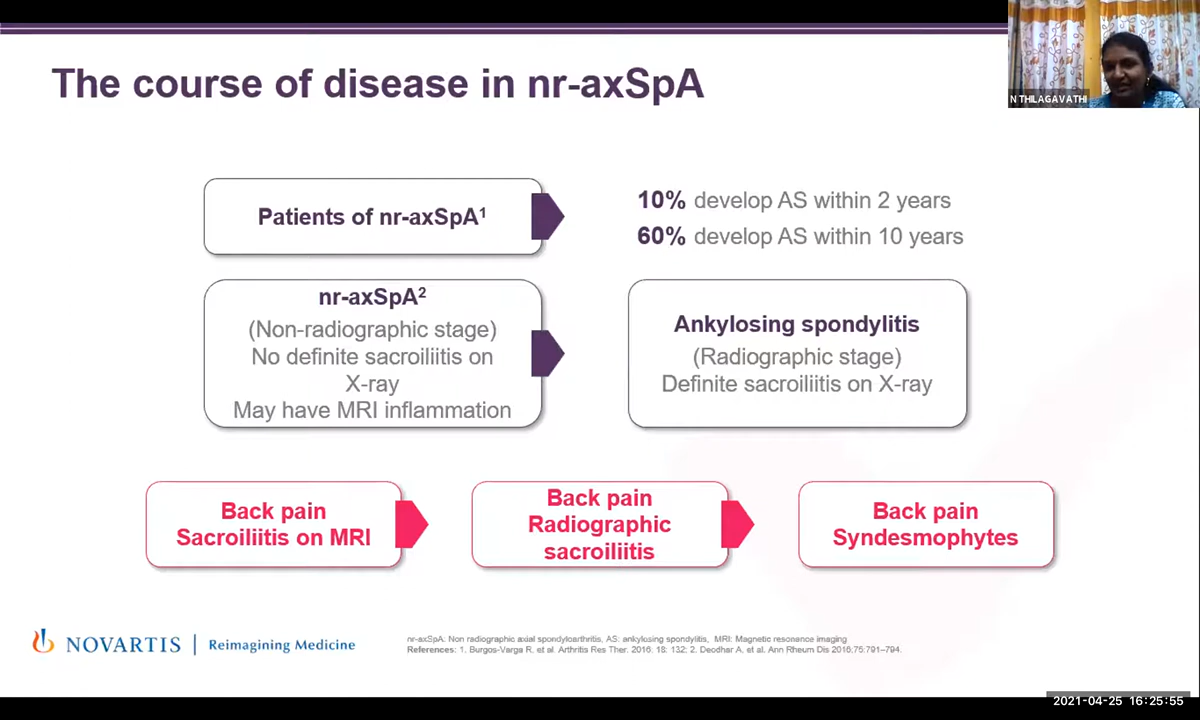 The course of disease in nr-axSpA
N THILAGAVATHI
Patients of nr-axSpA1
10% develop AS within 2 years
60% develop AS within 10 years
nr-axSpA2
(Non-radiographic stage)
No definite sacroiliitis on
X-ray
May have MRI inflammation
Ankylosing spondylitis
(Radiographic stage)
Definite sacroiliitis on X-ray
Back pain
Sacroiliitis on MRI
Back pain
Radiographic
sacroiliitis
Back pain
Syndesmophytes
NOVARTIS | Reimagining Medicine
nr-axSpA: Non radiographic axial spondyloarthritis, AS: ankylosing spondylitis, MRI: Magnetic resonance imaging
References: 1. Burgos-Varga R. et al. Arthritis Res Ther. 2016: 18: 132; 2. Deodhar A. et al. Ann Rheum Dis 2016;75:791–794.
2021-04-25 16:25:55